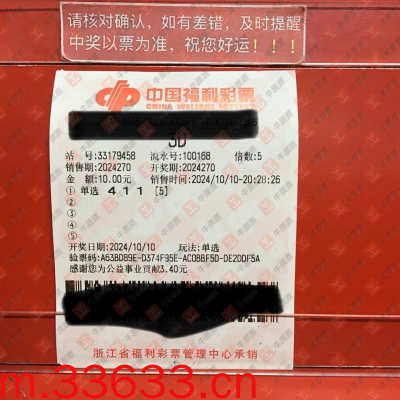 请核对确认，如有差错，及时提醒
中奖以票为准，祝您好运！！！
中国福利彩票
CHINA WELFARE LOTTERY
3D
站 号:33179458 流水号:100168 倍数:5
销售期:2024270 开奖期:2024270
金 额:10.00元 销售时间:2024/10/10-20:28:26
① 单选 4 1 1 [5]
②
③
④
⑤
开奖日期:2024/10/10 玩法:单选
验票码:A63BD89E-D374F95E-AC0BBF5D-DE20DF5A
感谢您为公益事业贡献3.40元
浙江省福利彩票管理中心承销
m.33633.cn